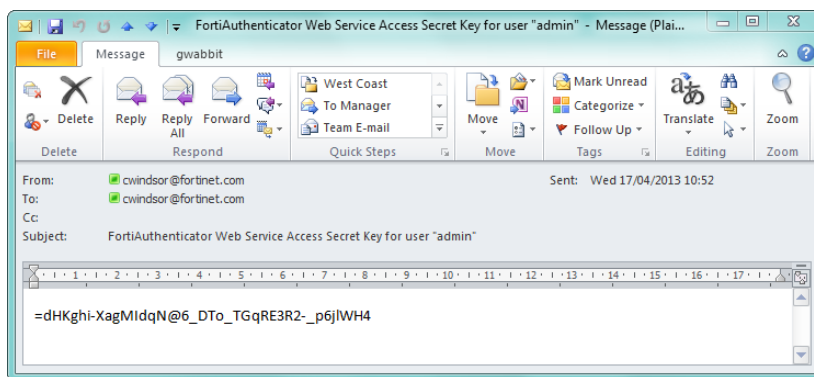 FortiAuthenticator Web Service Access Secret Key for user "admin" - Message (Plai...
File
Message
gwabbit
Delete
Reply
Reply All
Forward
West Coast
To Manager
Team E-mail
Move
Mark Unread
Categorize
Follow Up
Translate
Zoom
Delete
Respond
Quick Steps
Move
Tags
Editing
Zoom
From: cwindsor@fortinet.com
Sent: Wed 17/04/2013 10:52
To: cwindsor@fortinet.com
Cc:
Subject: FortiAuthenticator Web Service Access Secret Key for user "admin"
1 2 3 4 5 6 7 8 9 10 11 12 13 14 15 16 17
=dHKghi-XagMIdqN@6_DTo_TGqRE3R2-_p6jlWH4